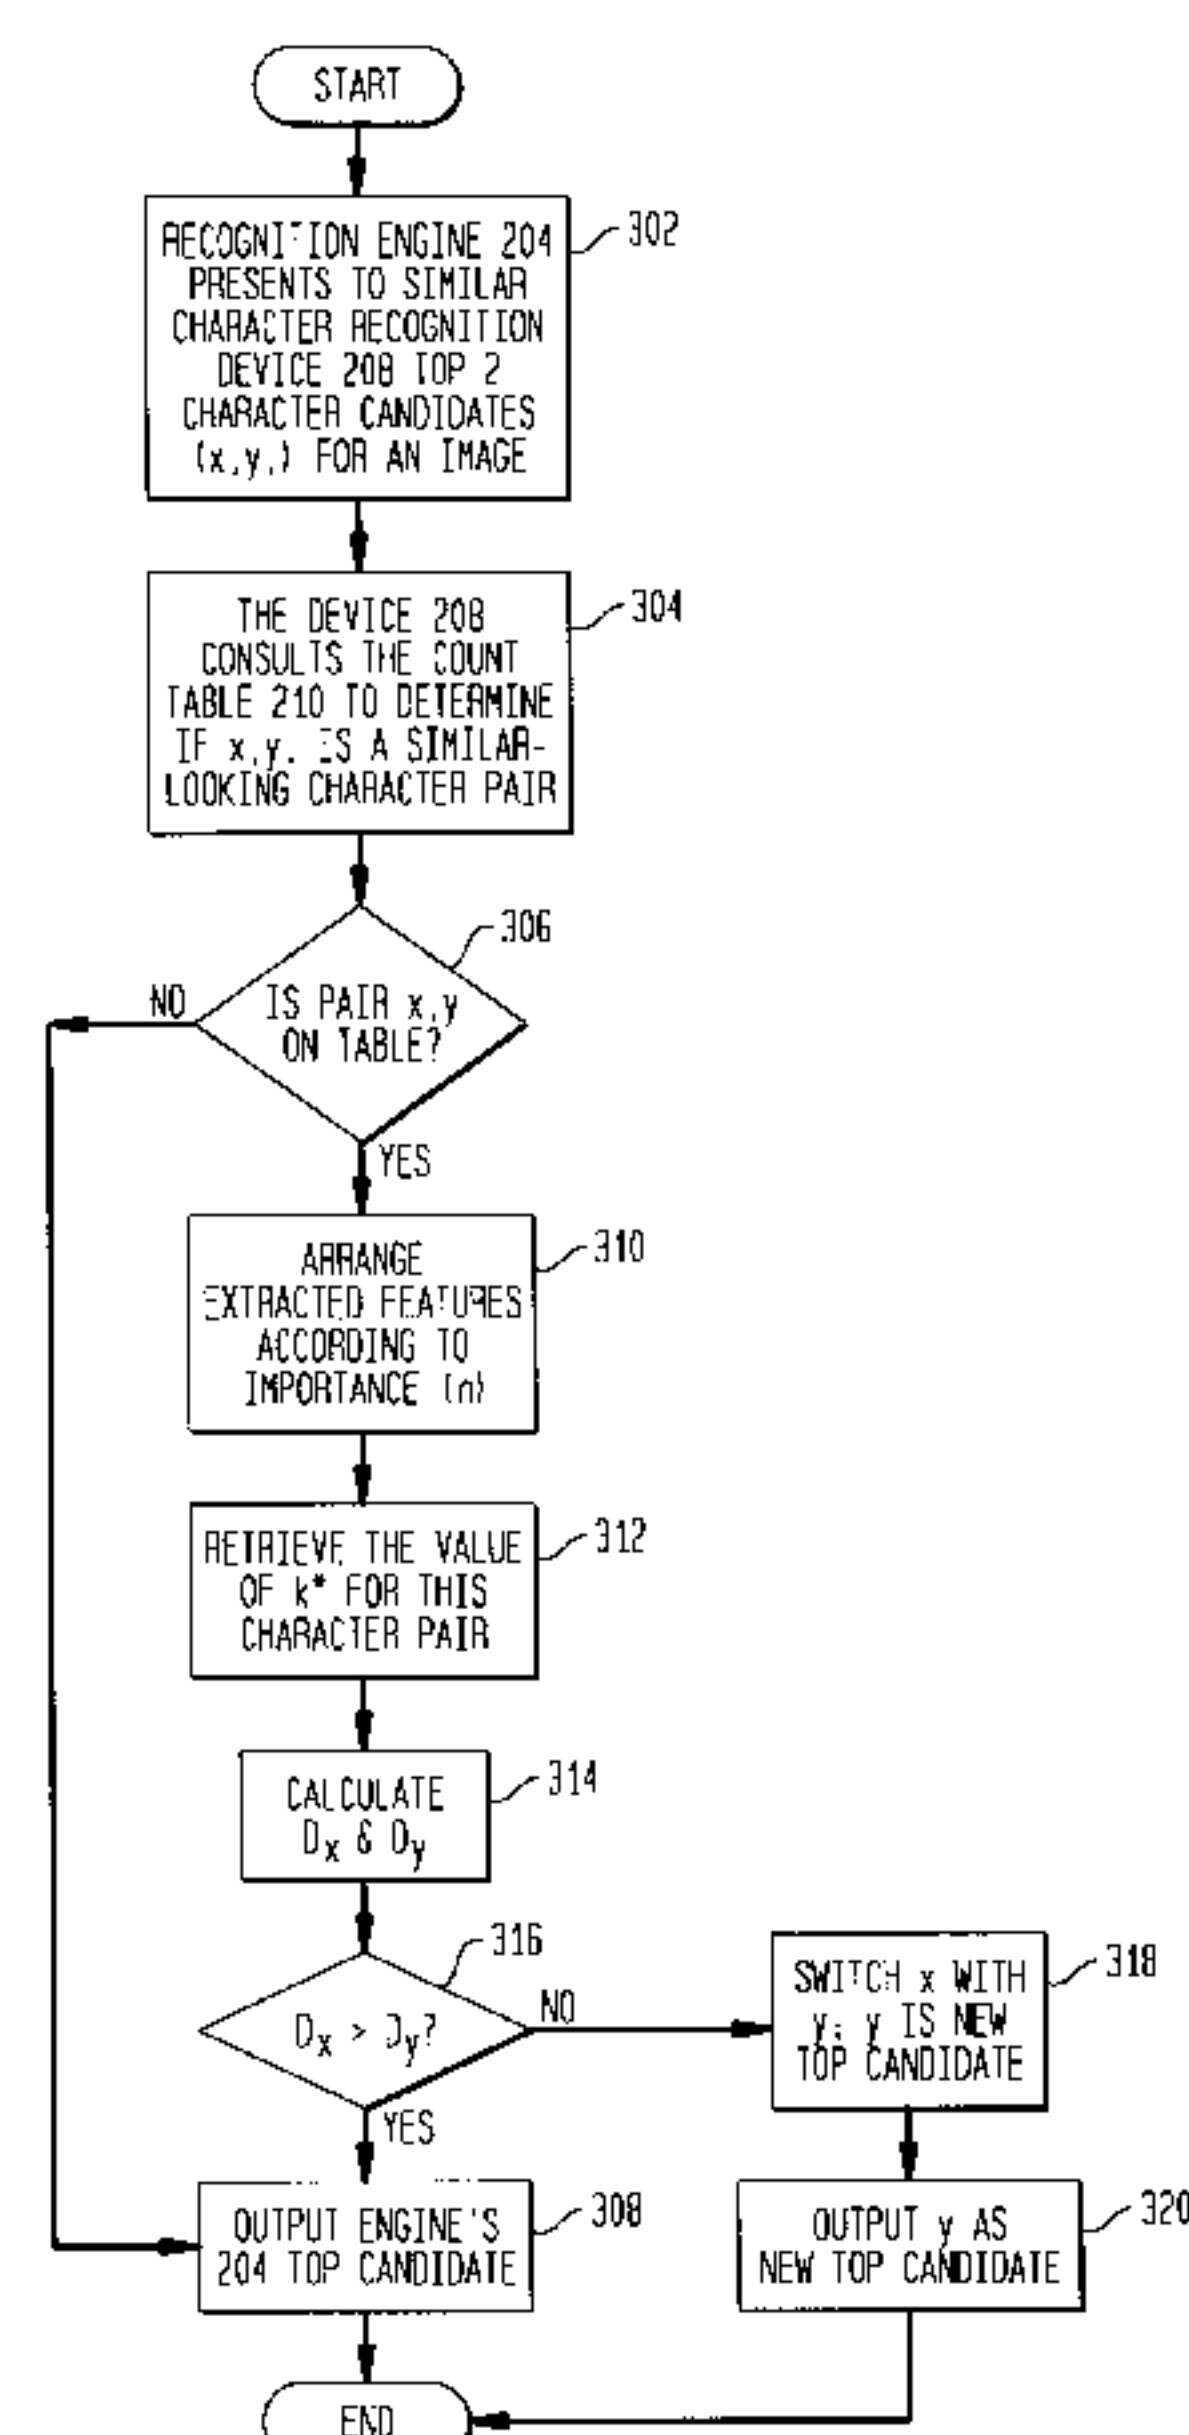 START
RECOGNITION ENGINE 204
PRESENTS TO SIMILAR
CHARACTER RECOGNITION
DEVICE 208 TOP 2
CHARACTER CANDIDATES
(x,y,) FOR AN IMAGE
302
THE DEVICE 208
CONSULTS THE COUNT
TABLE 210 TO DETERMINE
IF x,y, IS A SIMILAR-
LOOKING CHARACTER PAIR
304
306
IS PAIR x,y
ON TABLE?
NO
YES
ARRANGE
EXTRACTED FEATURES
ACCORDING TO
IMPORTANCE (n)
310
RETRIEVE THE VALUE
OF k* FOR THIS
CHARACTER PAIR
312
CALCULATE
Dx & Dy
314
316
Dx > Dy?
NO
YES
SWITCH x WITH
y; y IS NEW
TOP CANDIDATE
318
OUTPUT ENGINE'S
204 TOP CANDIDATE
308
OUTPUT y AS
NEW TOP CANDIDATE
320
END